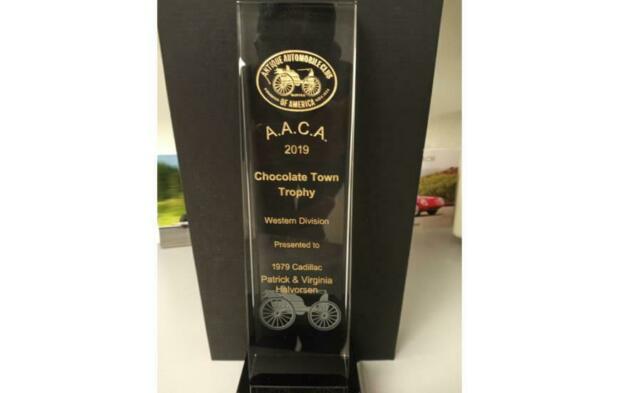 ANTIQUE AUTOMOBILE CLUB
OF AMERICA
A.A.C.A.
2019
Chocolate Town
Trophy
Western Division
Presented to
1979 Cadillac
Patrick & Virginia
Halvorsen